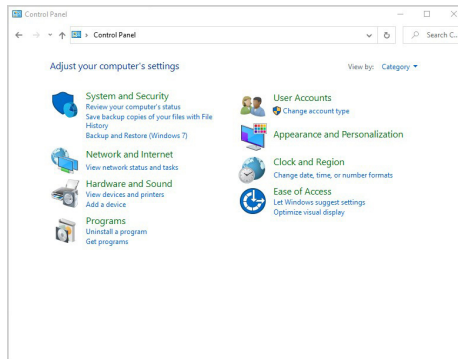 Control Panel
Control Panel
Search C...
Adjust your computer's settings
View by: Category
System and Security
Review your computer's status
Save backup copies of your files with File
History
Backup and Restore (Windows 7)
Network and Internet
View network status and tasks
Hardware and Sound
View devices and printers
Add a device
Programs
Uninstall a program
Get programs
User Accounts
Change account type
Appearance and Personalization
Clock and Region
Change date, time, or number formats
Ease of Access
Let Windows suggest settings
Optimize visual display